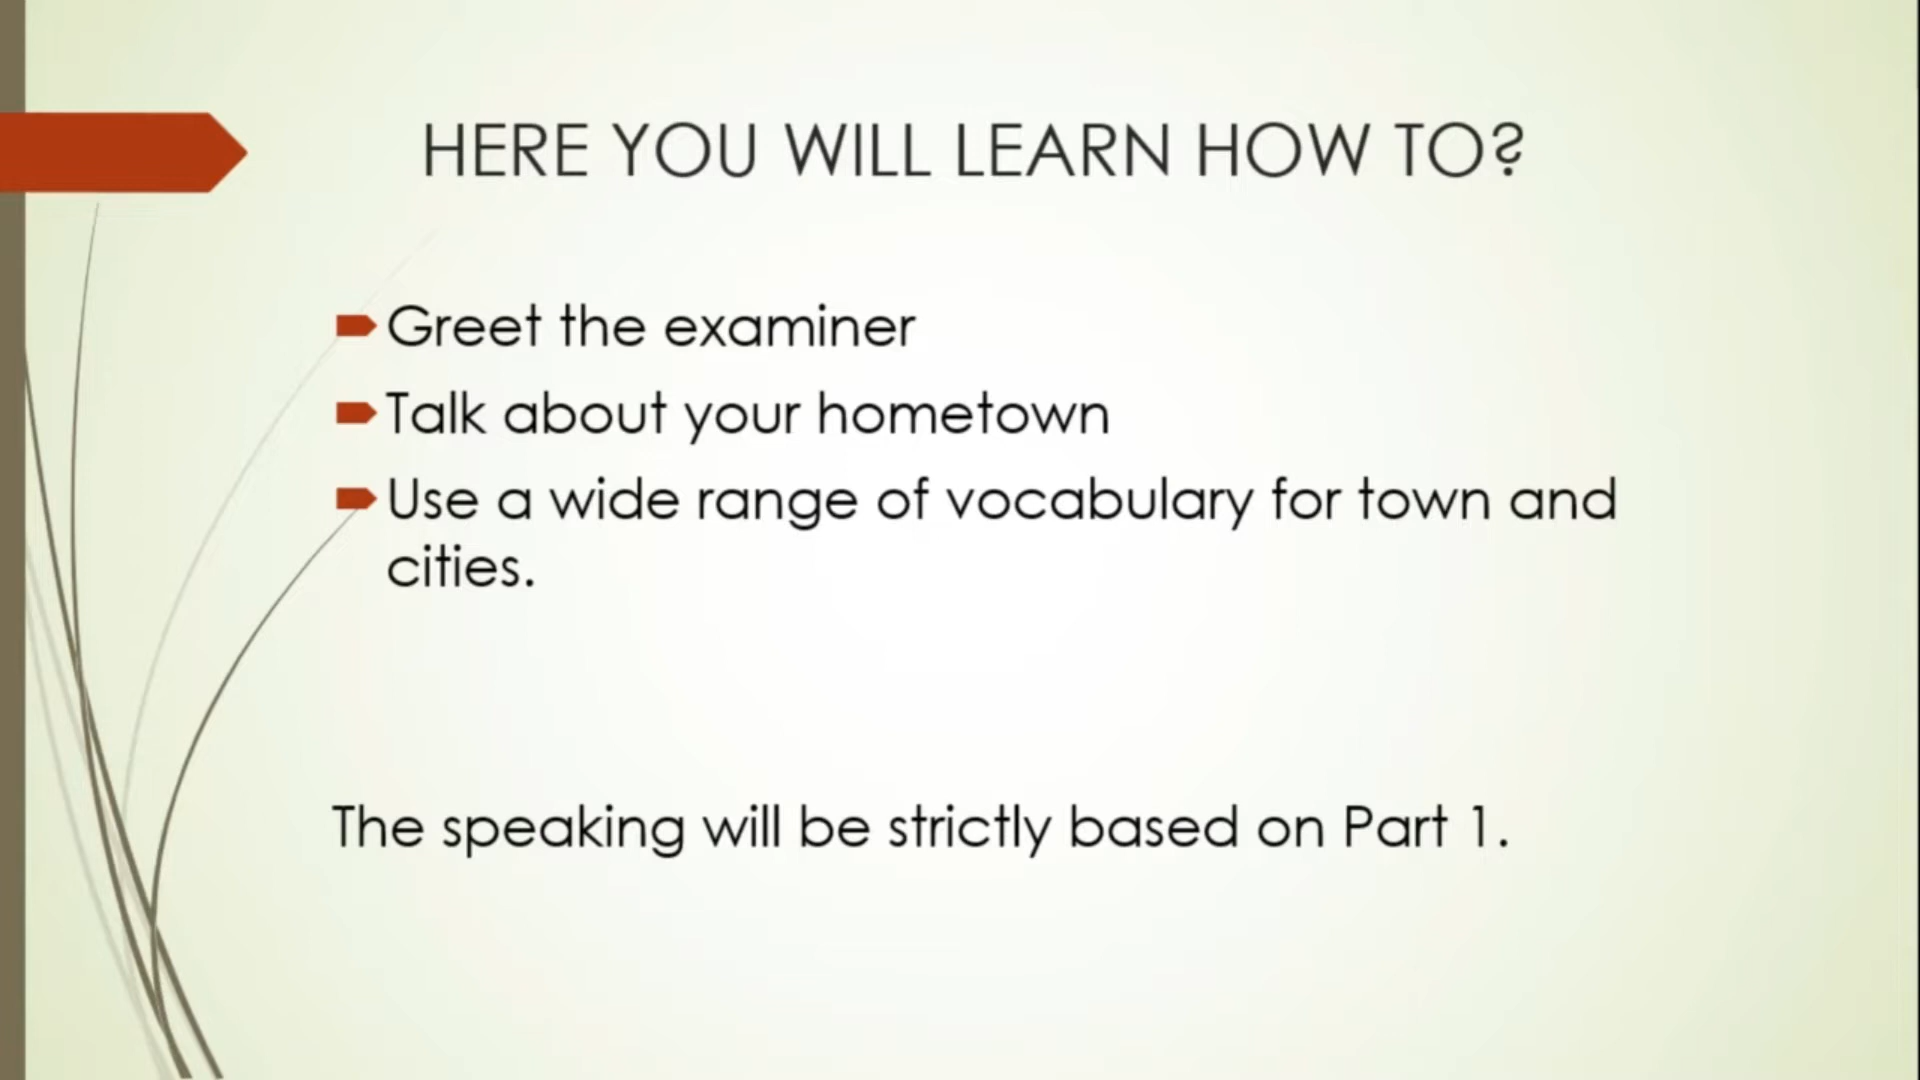 HERE YOU WILL LEARN HOW TO?
Greet the examiner
Talk about your hometown
Use a wide range of vocabulary for town and
cities.
The speaking will be strictly based on Part 1.